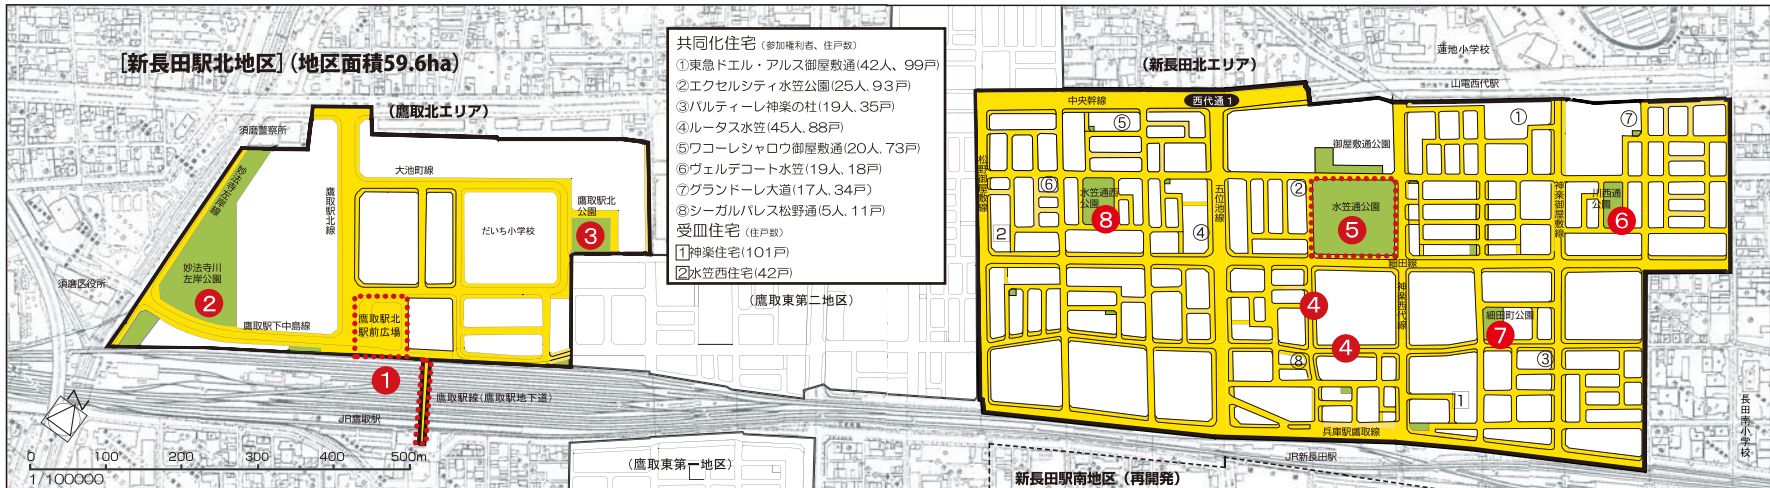 [新長田駅北地区](地区面積59.6ha)
(鷹取北エリア)
須磨警察所
妙法寺左岸線
大池町線
鷹取駅北線
鷹取駅北
公園
だいち小学校
3
妙法寺川
左岸公園
2
須磨区役所
鷹取駅下中島線
鷹取駅北
駅前広場
1
鷹取駅線(鷹取駅地下道)
JR鷹取駅
N
0 100 200 300 400 500m
1/100000
共同化住宅(参加権利者、住戸数)
①東急ドエル・アルス御屋敷通(42人、99戸)
②エクセルシティ水笠公園(25人、93戸)
③パルティーレ神楽の杜(19人、35戸)
④ルータス水笠(45人、88戸)
⑤ワコーレシャロウ御屋敷通(20人、73戸)
⑥ヴェルデコート水笠(19人、18戸)
⑦グランドーレ大道(17人、34戸)
⑧シーガルパレス松野通(5人、11戸)
受皿住宅(住戸数)
1神楽住宅(101戸)
2水笠西住宅(42戸)
(鷹取東第二地区)
(鷹取東第一地区)
(新長田北エリア)
蓮池小学校
山電西代駅
中央幹線
西代通1
⑤
①
⑦
御屋敷通公園
松野御屋敷線
⑥
水笠通西
公園
8
五位池線
②
水笠通公園
5
神楽御屋敷線
川西通
公園
6
2
④
細田線
4
神楽西代線
細田町公園
7
4
⑧
③
1
兵庫駅鷹取線
JR新長田駅
長田南小学校
新長田駅南地区(再開発)